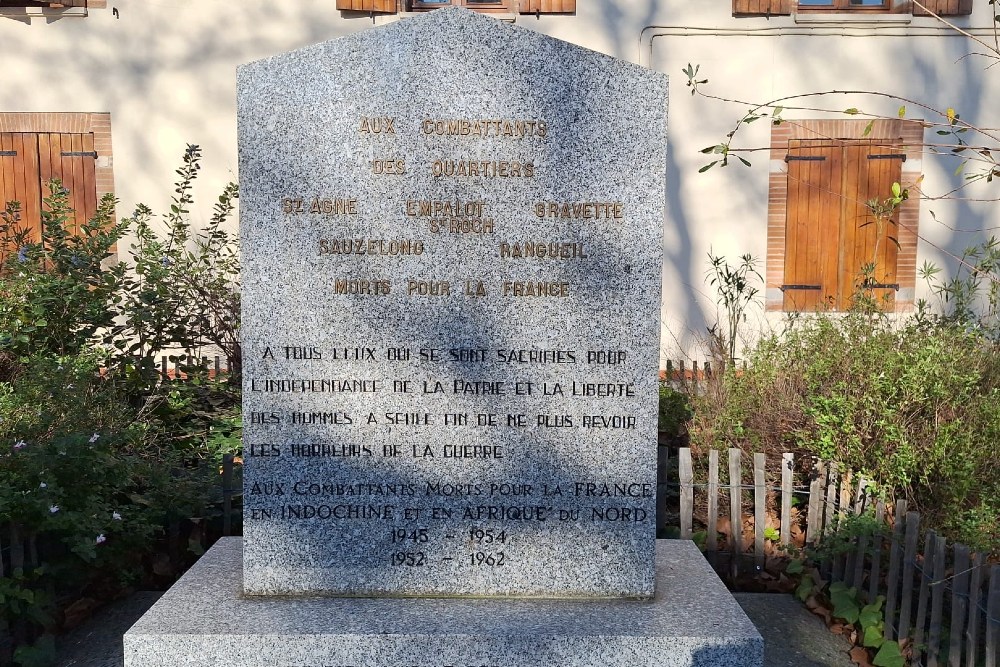 AUX COMBATTANTS
DES QUARTIERS
ST AGNE EMPALOT GRAVETTE
ST ROCH
SAUZELONG RANGUEIL
MORTS POUR LA FRANCE
A TOUS CEUX QUI SE SONT SACRIFIES POUR
L'INDEPENDANCE DE LA PATRIE ET LA LIBERTE
DES HOMMES A SEULE FIN DE NE PLUS REVOIR
LES HORREURS DE LA GUERRE
AUX COMBATTANTS MORTS POUR LA FRANCE
EN INDOCHINE ET EN AFRIQUE DU NORD
1945 - 1954
1952 - 1962